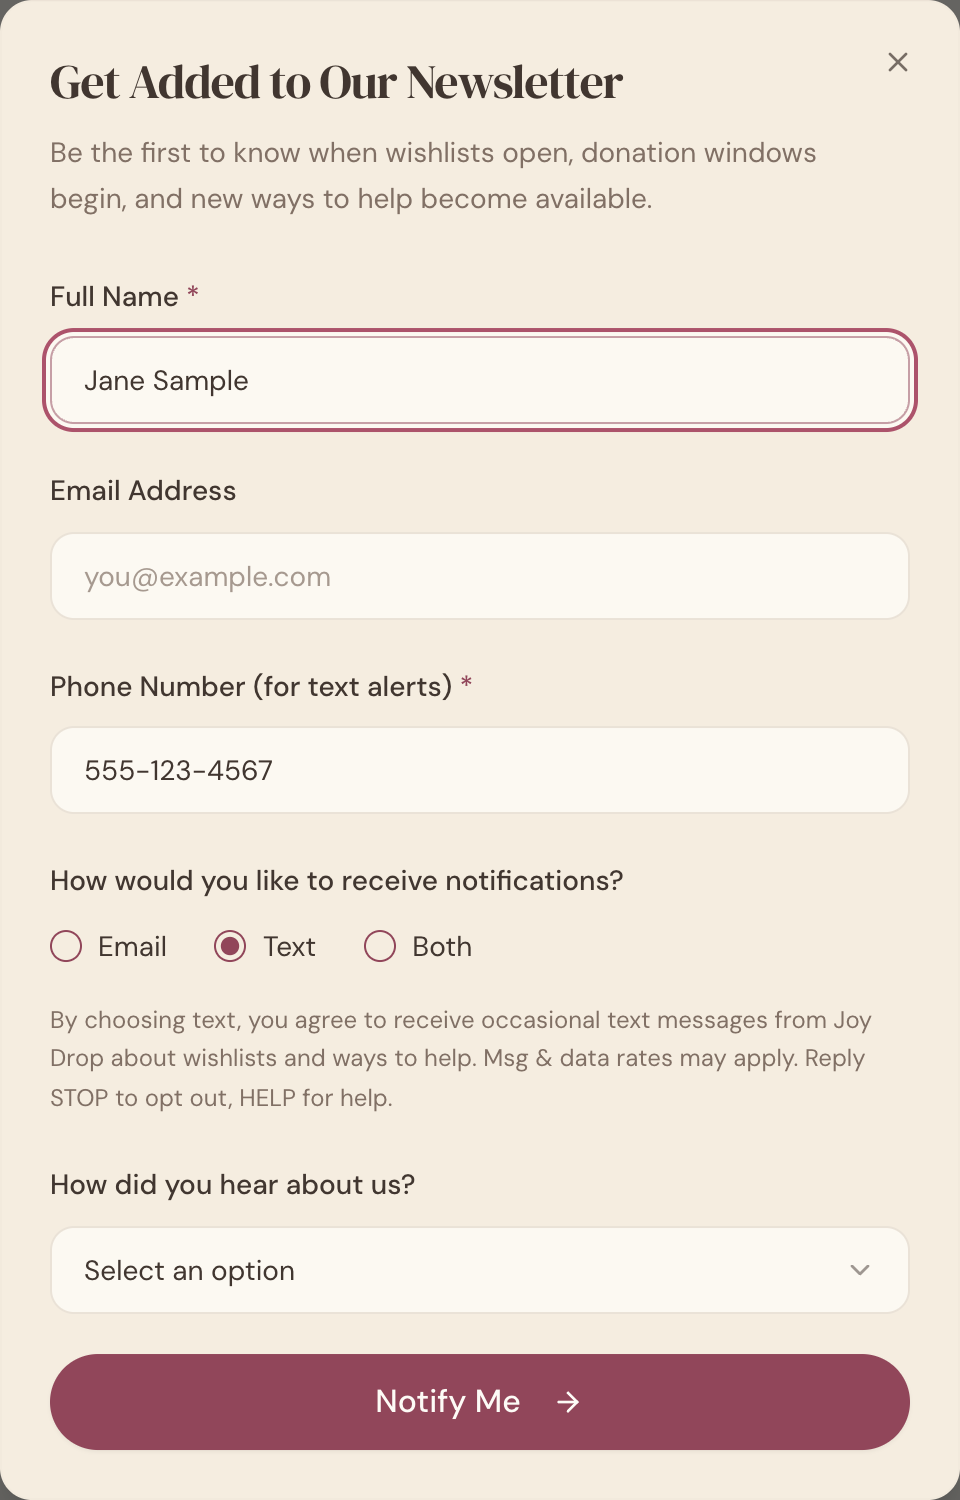 Get Added to Our Newsletter
Be the first to know when wishlists open, donation windows
begin, and new ways to help become available.
Full Name *
Jane Sample
Email Address
you@example.com
Phone Number (for text alerts) *
555-123-4567
How would you like to receive notifications?
Email Text Both
By choosing text, you agree to receive occasional text messages from Joy
Drop about wishlists and ways to help. Msg & data rates may apply. Reply
STOP to opt out, HELP for help.
How did you hear about us?
Select an option
Notify Me →